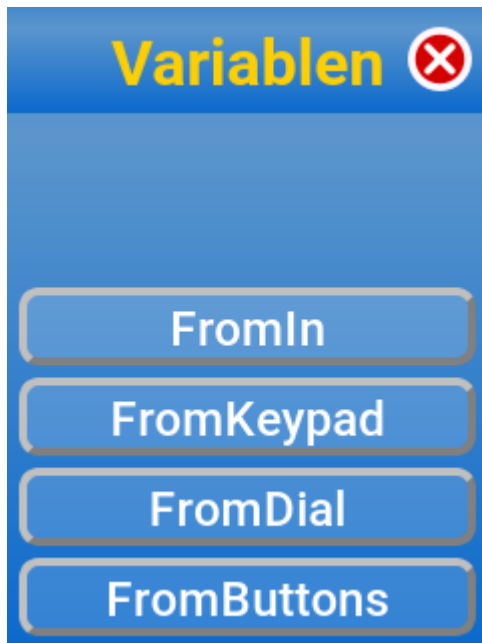 Variablen
FromIn
FromKeypad
FromDial
FromButtons